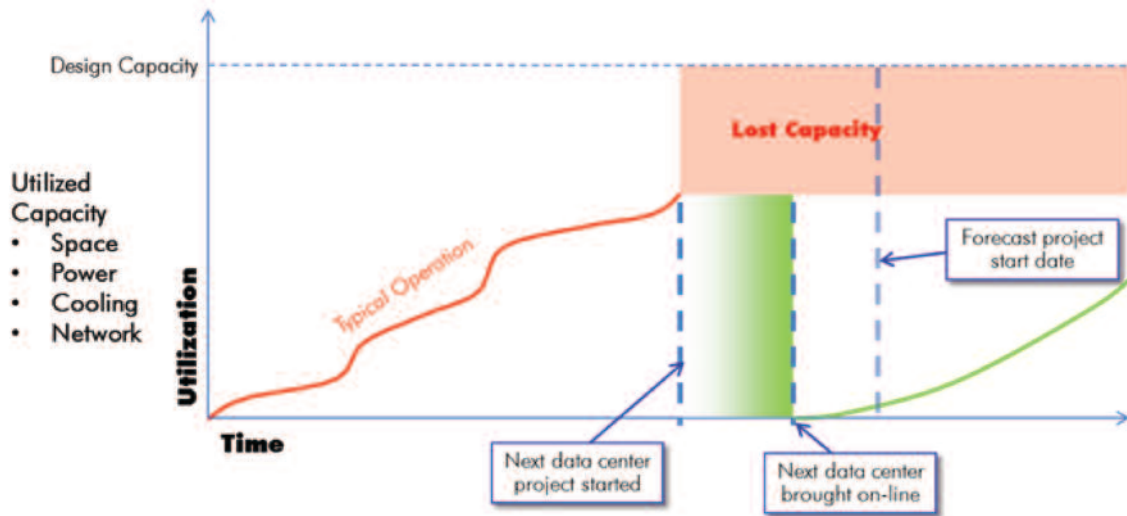 Design Capacity
Lost Capacity
Utilized
Capacity
• Space
• Power
• Cooling
• Network
Utilization
Typical Operation
Forecast project
start date
Time
Next data center
project started
Next data center
brought on-line